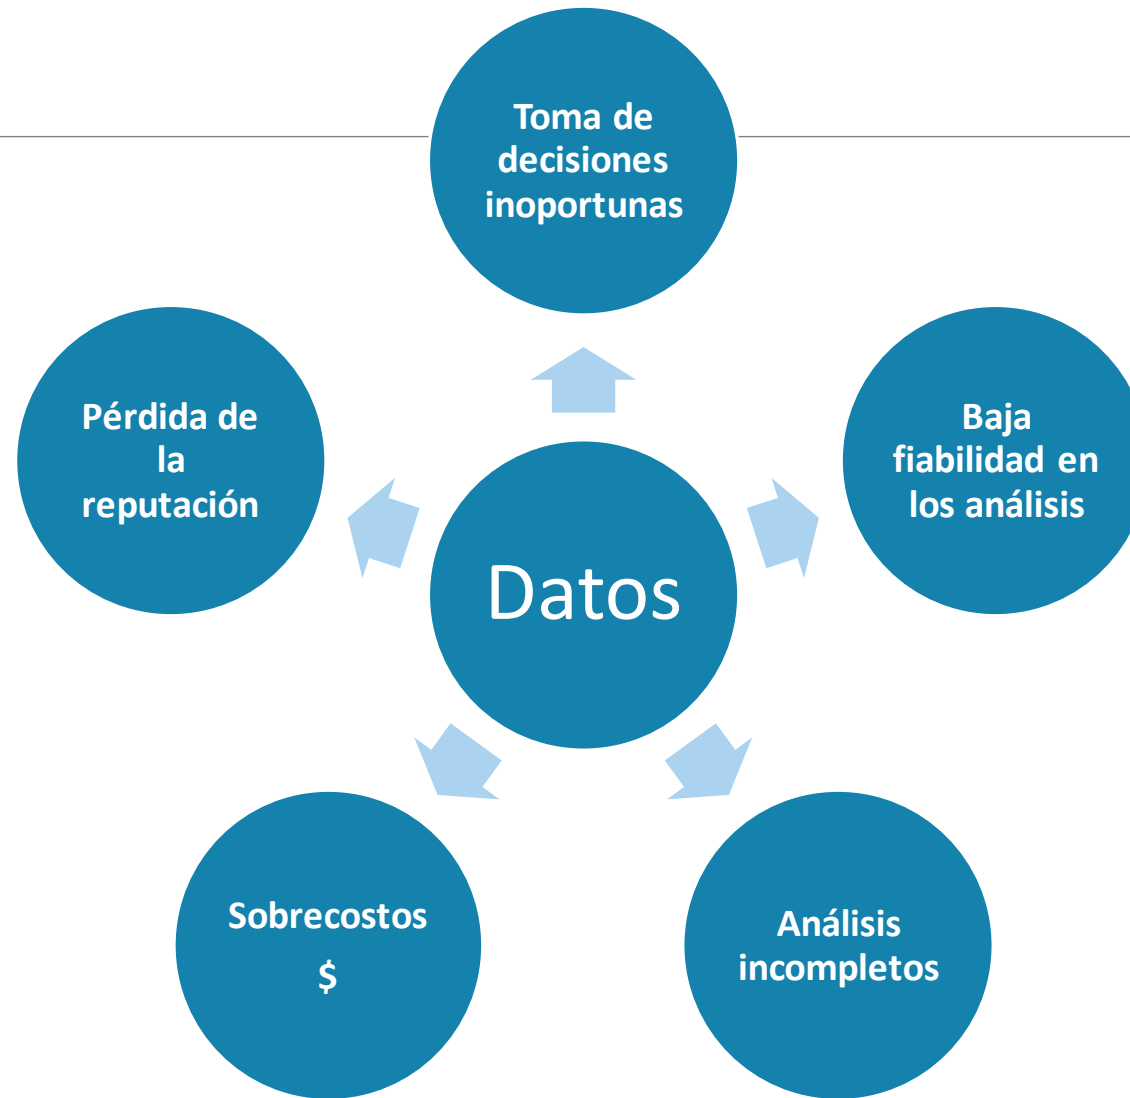 Toma de
decisiones
inoportunas
Pérdida de
la
reputación
Baja
fiabilidad en
los análisis
Datos
Sobrecostos
$
Análisis
incompletos